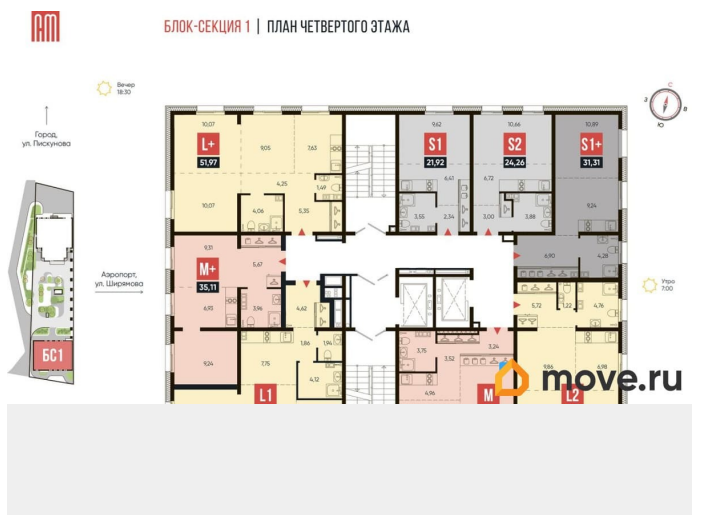 АМ
БЛОК-СЕКЦИЯ 1 | ПЛАН ЧЕТВЕРТОГО ЭТАЖА
Вечер
18:30
С
З
В
Ю
Город,
ул. Пискунова
Аэропорт,
ул. Ширямова
Утро
7:00
БС1
10,07
L+
51,97
9,05
7,63
4,25
1,49
10,07
4,06
5,35
9,62
S1
21,92
6,41
3,55
2,34
10,66
S2
24,26
6,72
3,00
3,88
10,89
S1+
31,31
9,24
6,90
4,28
9,31
M+
35,11
5,67
6,93
3,96
9,24
4,62
1,86
1,94
7,75
4,12
L1
3,75
3,52
3,24
4,96
M
5,72
1,22
4,76
9,86
6,98
L2
move.ru